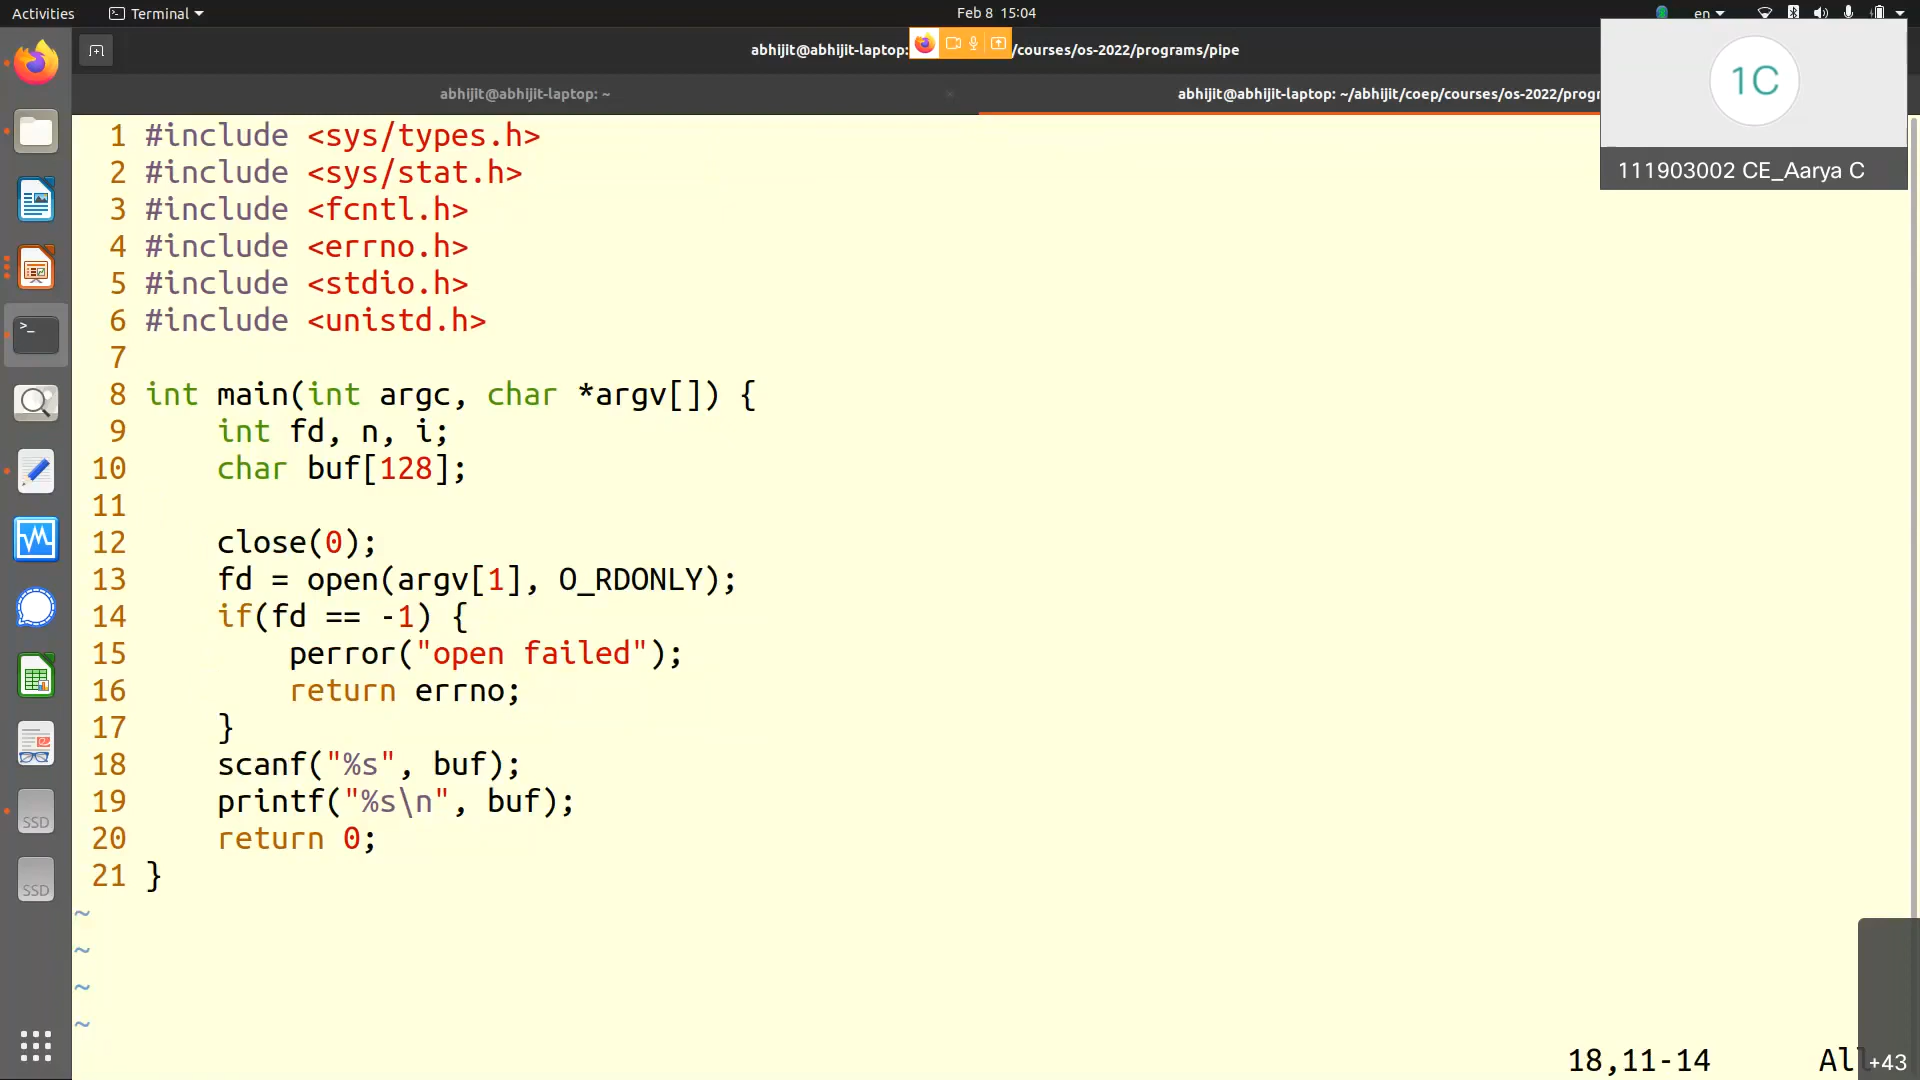 Activities
Terminal
Feb 8 15:04
en
abhijit@abhijit-laptop: /courses/os-2022/programs/pipe
abhijit@abhijit-laptop: ~
abhijit@abhijit-laptop: ~/abhijit/coep/courses/os-2022/progr
1C
111903002 CE_Aarya C
1 #include <sys/types.h>
2 #include <sys/stat.h>
3 #include <fcntl.h>
4 #include <errno.h>
5 #include <stdio.h>
6 #include <unistd.h>
7
8 int main(int argc, char *argv[]) {
9     int fd, n, i;
10     char buf[128];
11
12     close(0);
13     fd = open(argv[1], O_RDONLY);
14     if(fd == -1) {
15         perror("open failed");
16         return errno;
17     }
18     scanf("%s", buf);
19     printf("%s\n", buf);
20     return 0;
21 }
~
~
~
~
SSD
SSD
18,11-14
All
+43